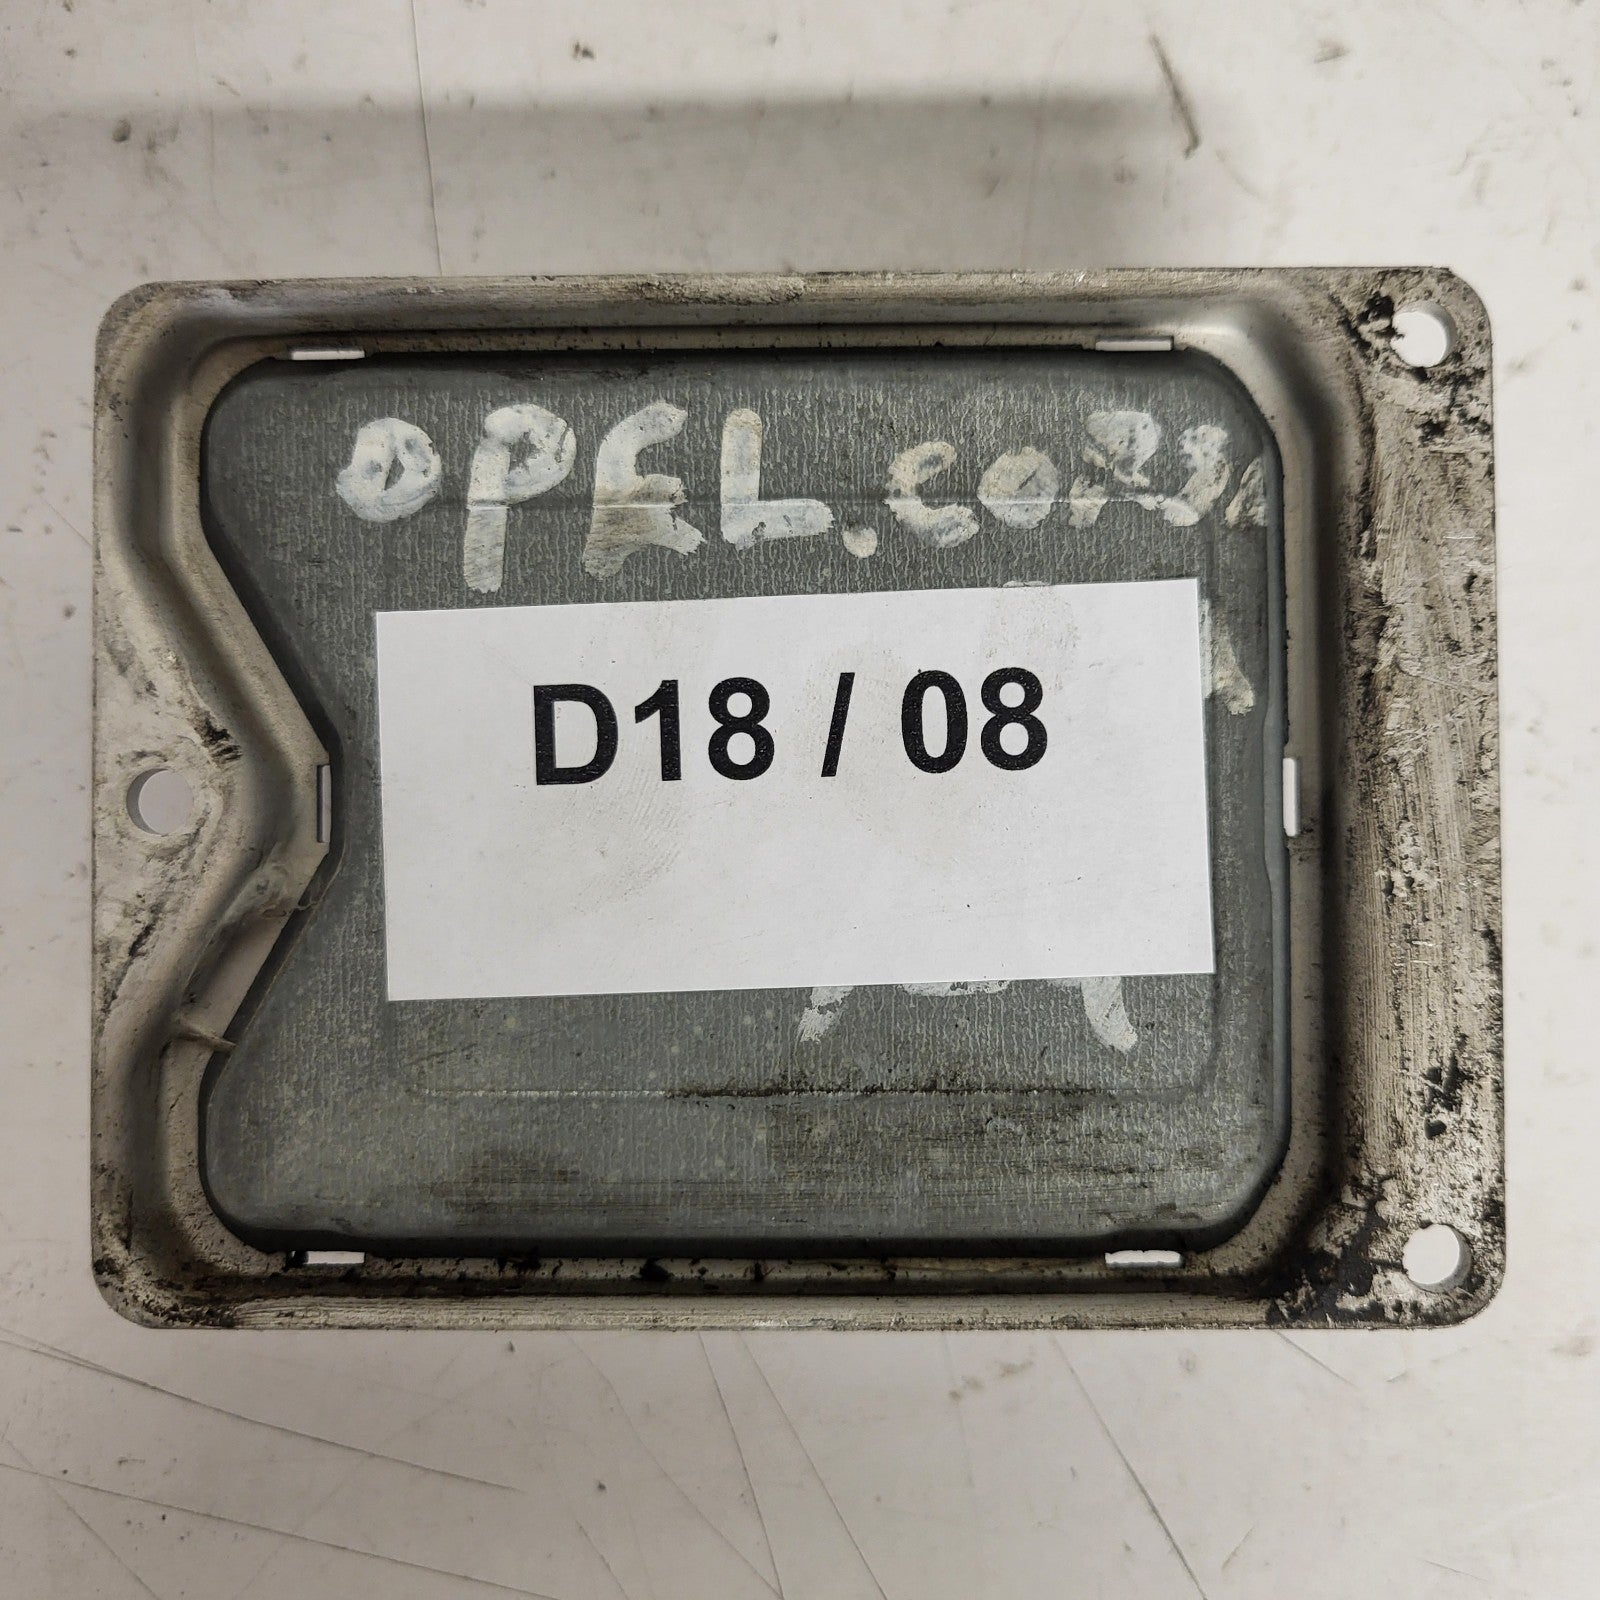 OPEL.CORSA
D18 / 08